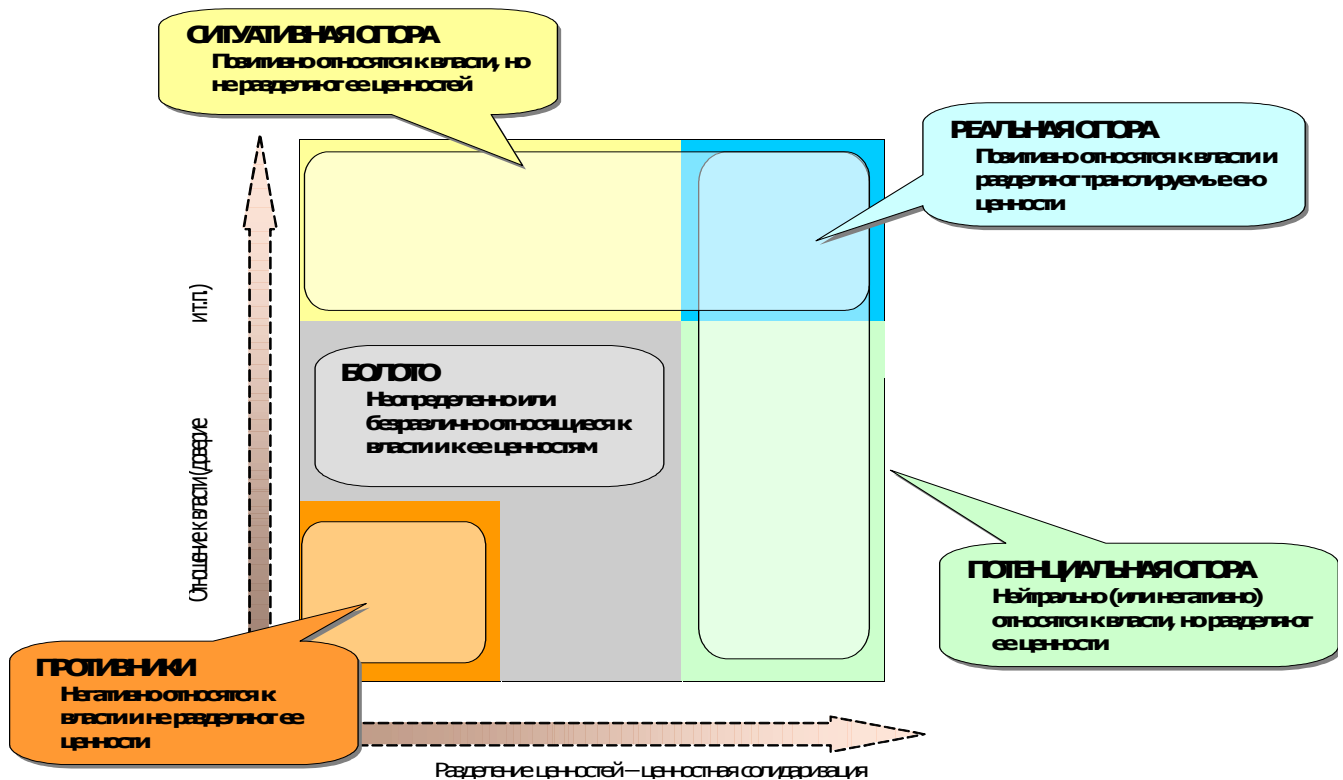 СИТУАТИВНАЯ ОПОРА
Позитивно относятся к власти, но
не разделяют ее ценностей
РЕАЛЬНАЯ ОПОРА
Позитивно относятся к власти и
разделяют транслируемые ею
ценности
Отношение к власти (доверие
и т.п.)
БОЛОТО
Неопределенно или
безразлично относящиеся к
власти и к ее ценностям
ПОТЕНЦИАЛЬНАЯ ОПОРА
Нейтрально (или негативно)
относятся к власти, но разделяют
ее ценности
ПРОТИВНИКИ
Негативно относятся к
власти и не разделяют ее
ценности
Разделение ценностей – ценностная солидаризация